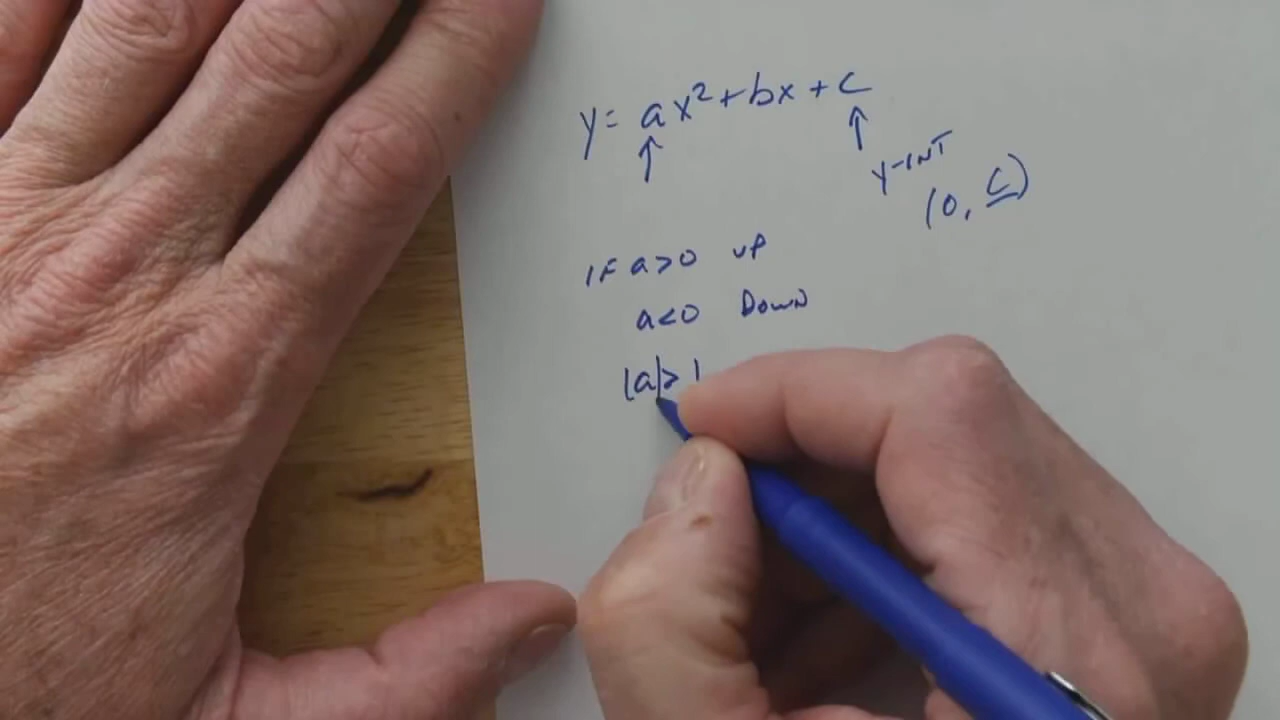 y = ax²+bx+c
↑ ↑
y-INT
(0, c)
IF a>0 UP
a<0 DOWN
|a|>1